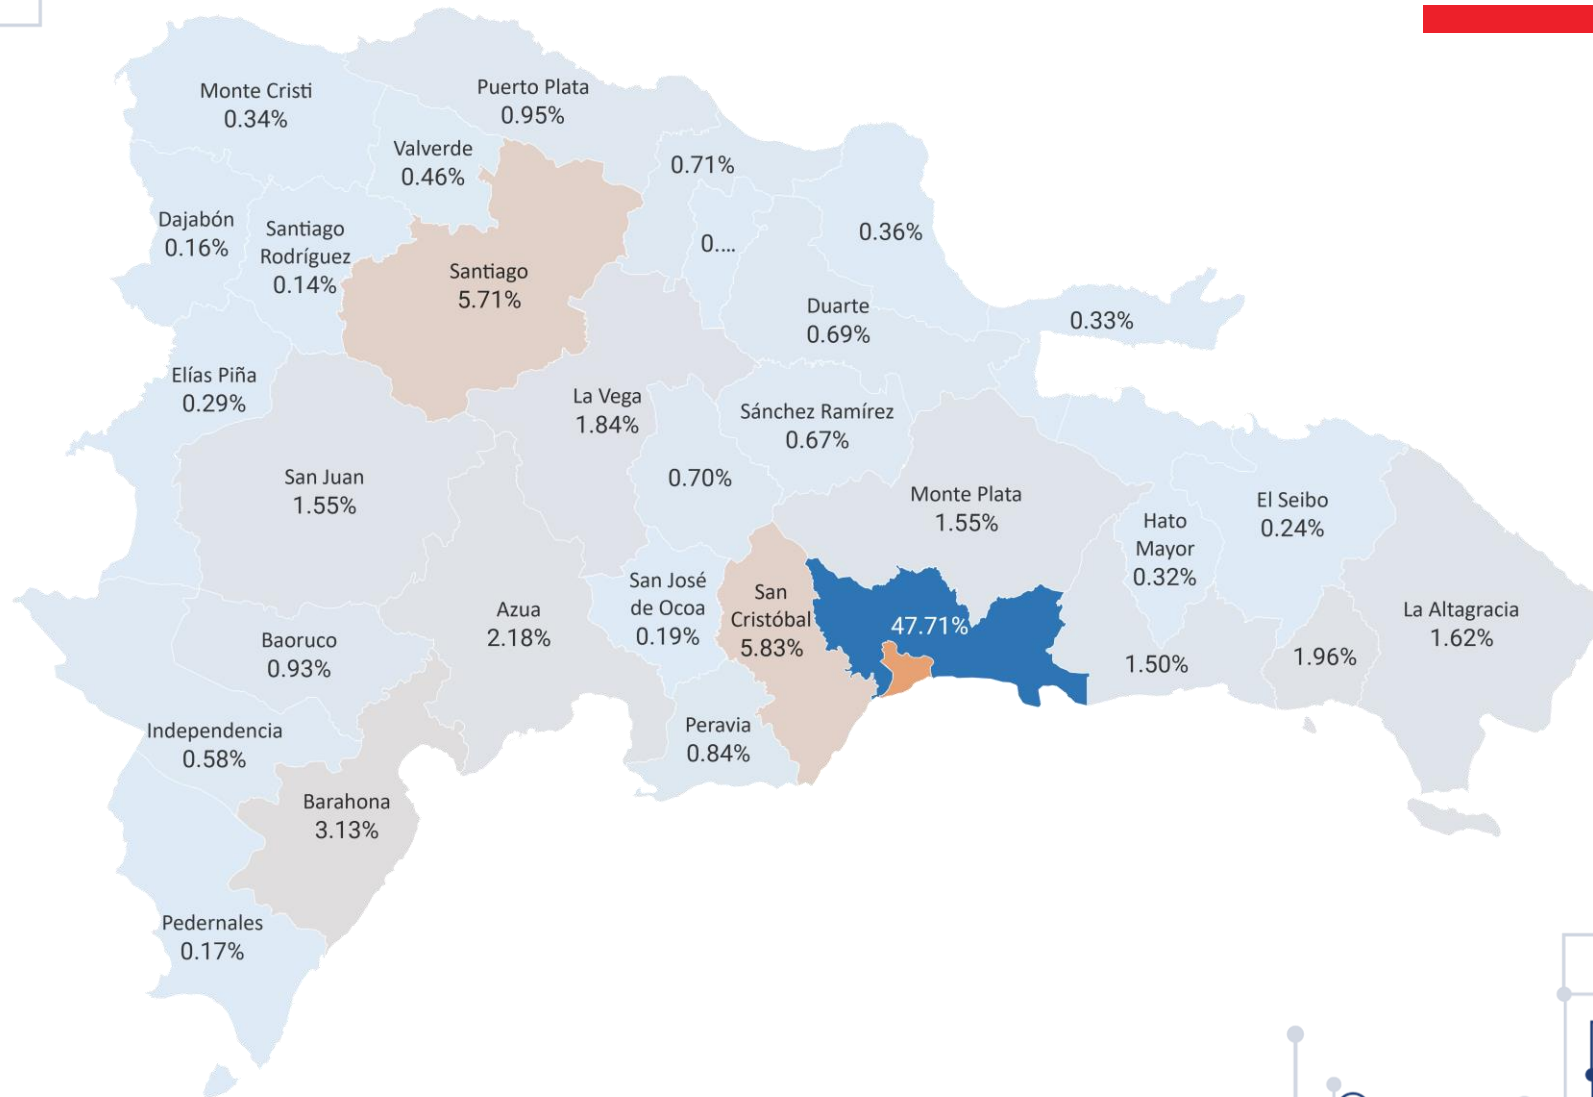 Monte Cristi
0.34%
Puerto Plata
0.95%
Valverde
0.46%
0.71%
Dajabón
0.16%
Santiago
Rodríguez
0.14%
Santiago
5.71%
0....
0.36%
Duarte
0.69%
0.33%
Elías Piña
0.29%
La Vega
1.84%
Sánchez Ramírez
0.67%
San Juan
1.55%
0.70%
Monte Plata
1.55%
Hato
Mayor
0.32%
El Seibo
0.24%
San José
de Ocoa
0.19%
San
Cristóbal
5.83%
47.71%
Azua
2.18%
Baoruco
0.93%
1.50%
1.96%
La Altagracia
1.62%
Independencia
0.58%
Peravia
0.84%
Barahona
3.13%
Pedernales
0.17%